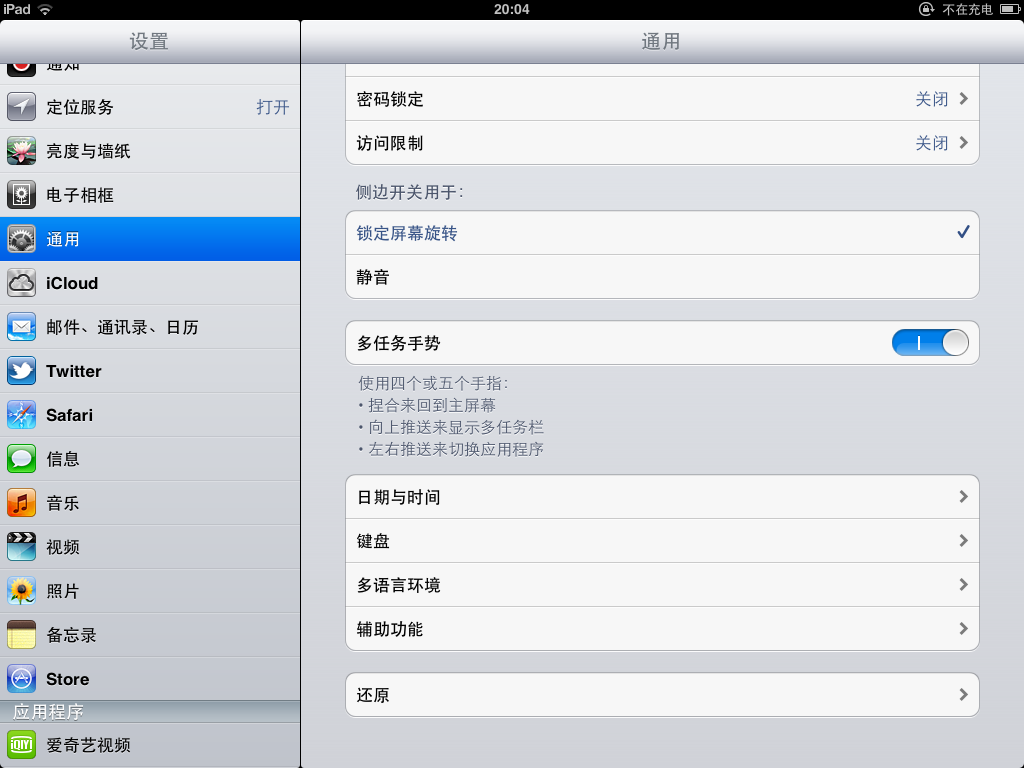 iPad
20:04
不在充电
设置
通知
定位服务
打开
亮度与墙纸
电子相框
通用
iCloud
邮件、通讯录、日历
Twitter
Safari
信息
音乐
视频
照片
备忘录
Store
应用程序
iQIYI
爱奇艺视频
通用
密码锁定
关闭
访问限制
关闭
侧边开关用于：
锁定屏幕旋转
静音
多任务手势
使用四个或五个手指：
• 捏合来回到主屏幕
• 向上推送来显示多任务栏
• 左右推送来切换应用程序
日期与时间
键盘
多语言环境
辅助功能
还原